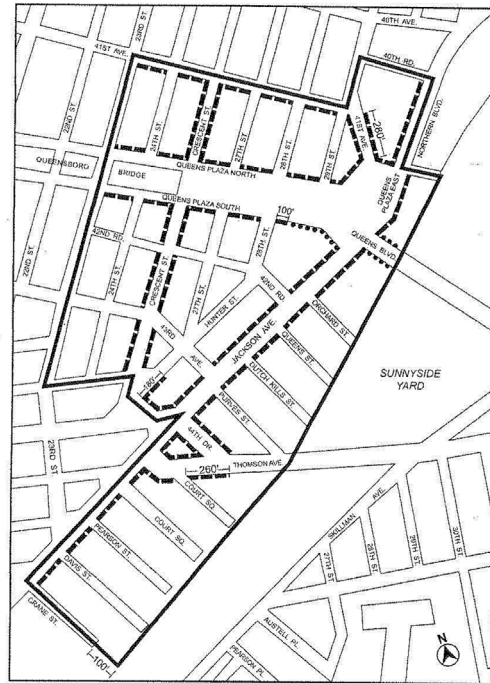 40TH AVE.
23RD ST.
41ST AVE.
40TH RD.
22ND ST.
24TH ST.
CRESCENT ST.
27TH ST.
28TH ST.
29TH ST.
41ST AVE.
280'
NORTHERN BLVD.
QUEENSBORO
BRIDGE
QUEENS PLAZA NORTH
QUEENS PLAZA EAST
QUEENS PLAZA SOUTH
100'
QUEENS BLVD.
42ND RD.
28TH ST.
22ND ST.
24TH ST.
CRESCENT ST.
27TH ST.
42ND RD
HUNTER ST.
ORCHARD ST.
43RD
AVE.
JACKSON AVE.
QUEENS ST.
SUNNYSIDE
YARD
DUTCH KILLS ST.
180'
PURVES ST.
44TH DR.
23RD ST.
THOMSON AVE.
260'
COURT SQ.
SKILLMAN AVE.
COURT SQ.
27TH ST
28TH ST.
29TH ST
30TH ST
PEARSON ST.
DAVIS ST.
CRANE ST.
AUSTELL PL.
N
100'
PEARSON PL.